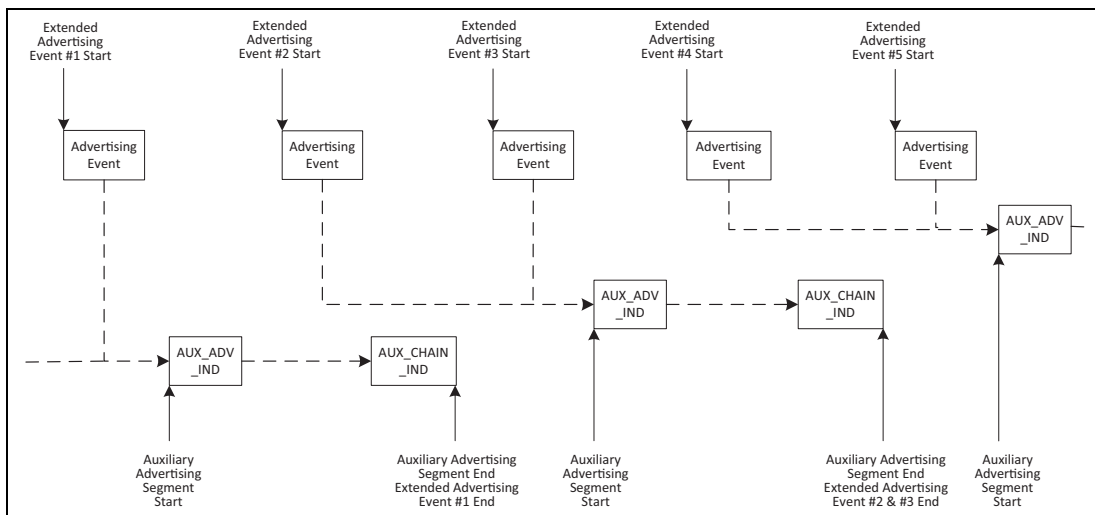 Extended
Advertising
Event #1 Start
Extended
Advertising
Event #2 Start
Extended
Advertising
Event #3 Start
Extended
Advertising
Event #4 Start
Extended
Advertising
Event #5 Start
Advertising
Event
Advertising
Event
Advertising
Event
Advertising
Event
Advertising
Event
AUX_ADV
_IND
AUX_ADV
_IND
AUX_CHAIN
_IND
AUX_ADV
_IND
AUX_CHAIN
_IND
Auxiliary
Advertising
Segment
Start
Auxiliary Advertising
Segment End
Extended Advertising
Event #1 End
Auxiliary
Advertising
Segment
Start
Auxiliary Advertising
Segment End
Extended Advertising
Event #2 & #3 End
Auxiliary
Advertising
Segment
Start